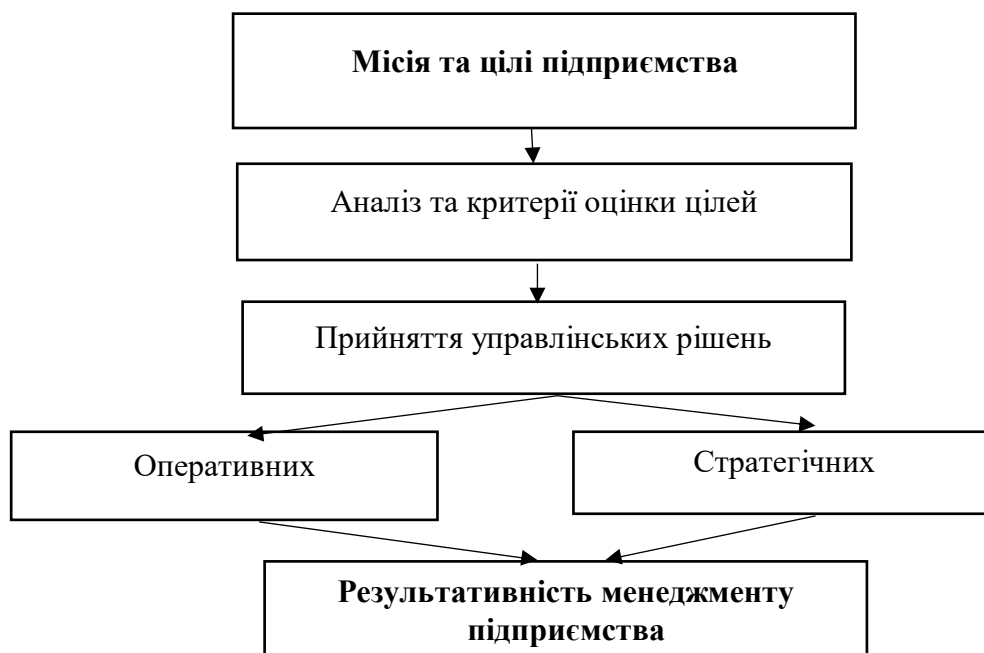 Місія та цілі підприємства
Аналіз та критерії оцінки цілей
Прийняття управлінських рішень
Оперативних
Стратегічних
Результативність менеджменту
підприємства